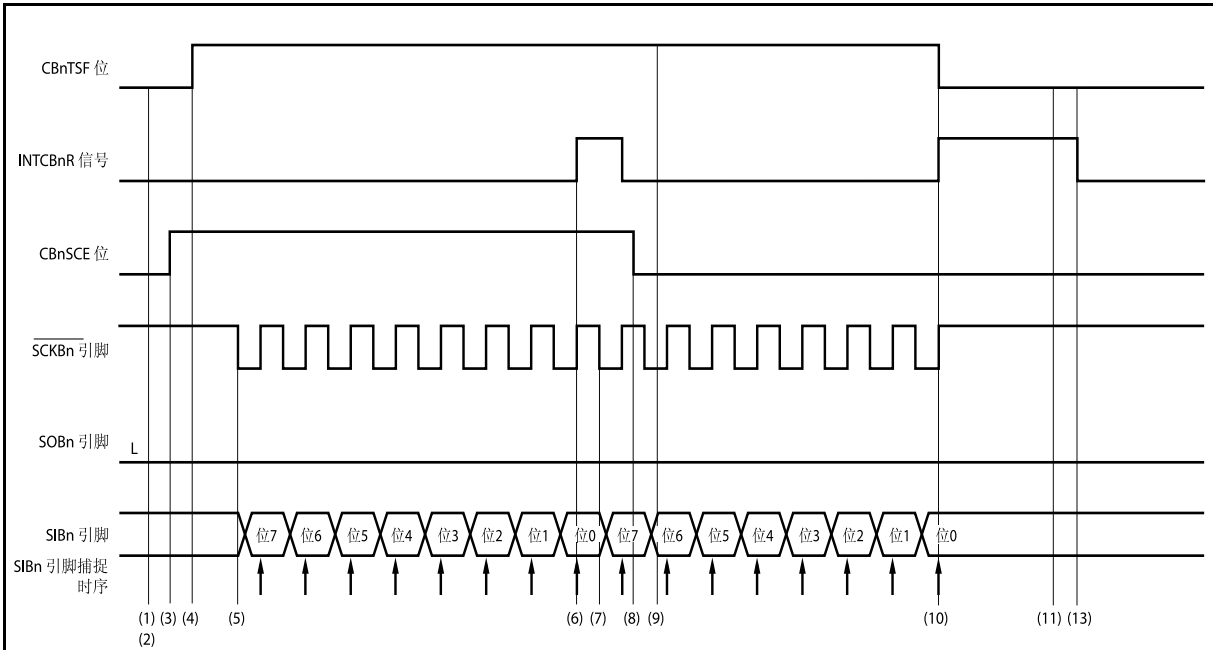 CBnTSF 位
INTCBnR 信号
CBnSCE 位
SCKBn 引脚
SOBn 引脚
L
SIBn 引脚
位7 位6 位5 位4 位3 位2 位1 位0 位7 位6 位5 位4 位3 位2 位1 位0
SIBn 引脚捕捉
时序
(1) (3) (4) (5) (6) (7) (8) (9) (10) (11) (13)
(2)